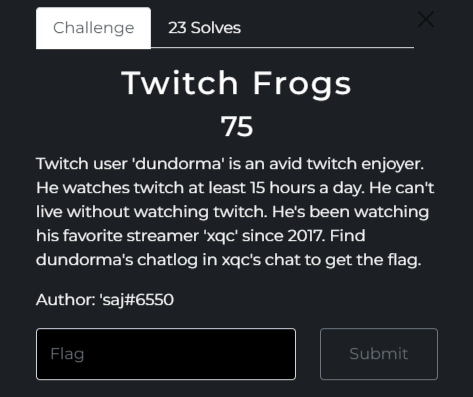 Challenge
23 Solves
Twitch Frogs
75
Twitch user 'dundorma' is an avid twitch enjoyer.
He watches twitch at least 15 hours a day. He can't
live without watching twitch. He's been watching
his favorite streamer 'xqc' since 2017. Find
dundorma's chatlog in xqc's chat to get the flag.
Author: 'saj#6550
Flag
Submit